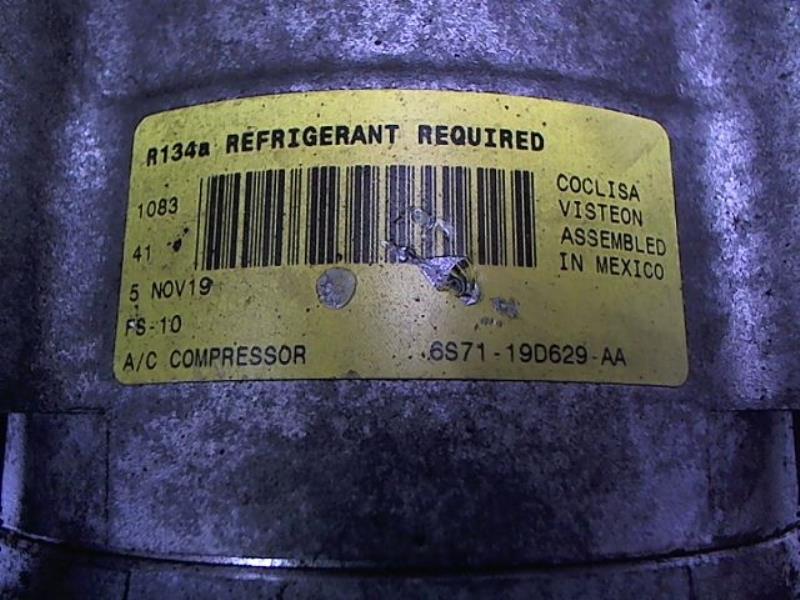 R134a REFRIGERANT REQUIRED
1083
41
5 NOV19
FS-10
A/C COMPRESSOR
COCLISA
VISTEON
ASSEMBLED
IN MEXICO
6S71-19D629-AA